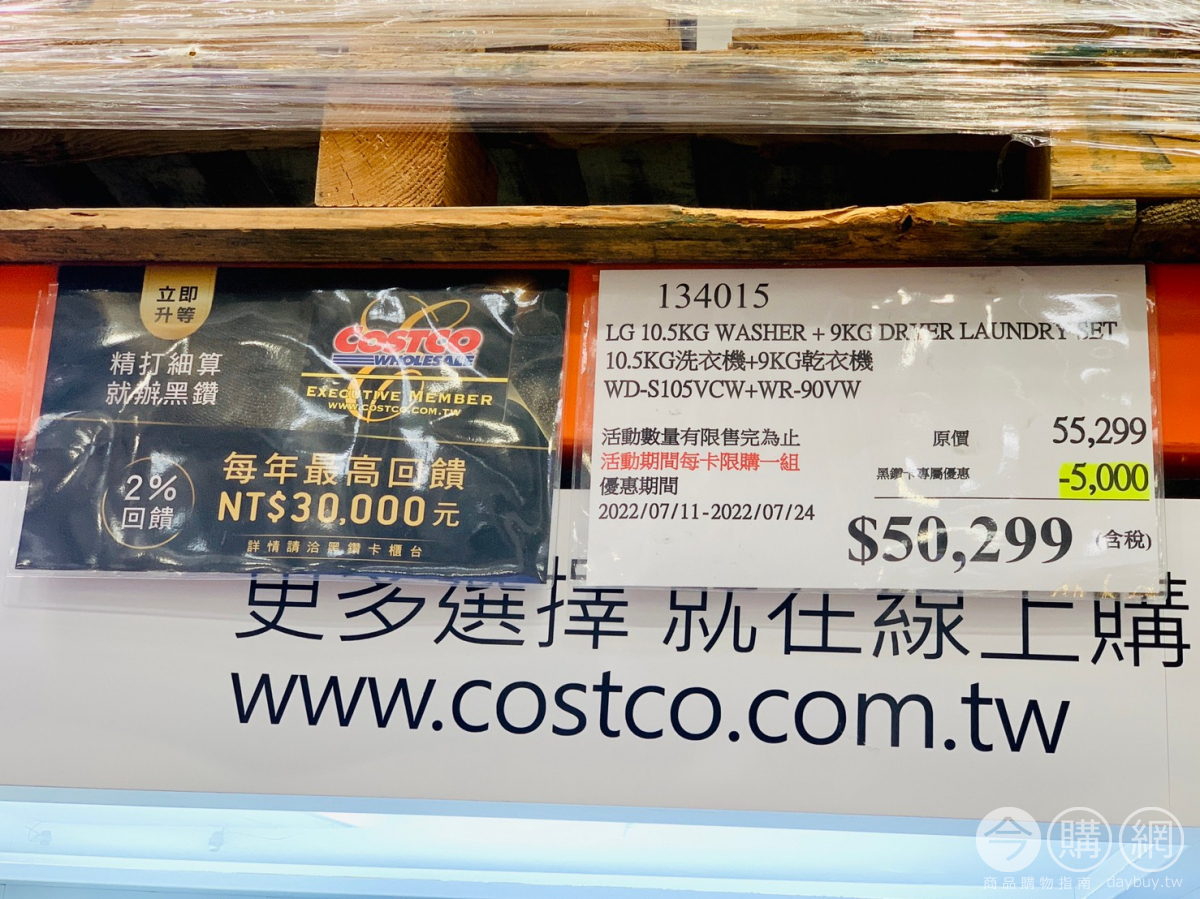 立即
升等
精打細算
就辦黑鑽
COSTCO
WHOLESALE
EXECUTIVE MEMBER
WWW.COSTCO.COM.TW
2%
回饋
每年最高回饋
NT$30,000元
詳情請洽黑鑽卡櫃台
134015
LG 10.5KG WASHER + 9KG DRYER LAUNDRY SET
10.5KG洗衣機+9KG乾衣機
WD-S105VCW+WR-90VW
活動數量有限售完為止
活動期間每卡限購一組
優惠期間
2022/07/11-2022/07/24
原價 55,299
黑鑽卡專屬優惠 -5,000
$50,299 (含稅)
更多選擇 就在線上購
www.costco.com.tw
今購網
商品購物指南 daybuy.tw